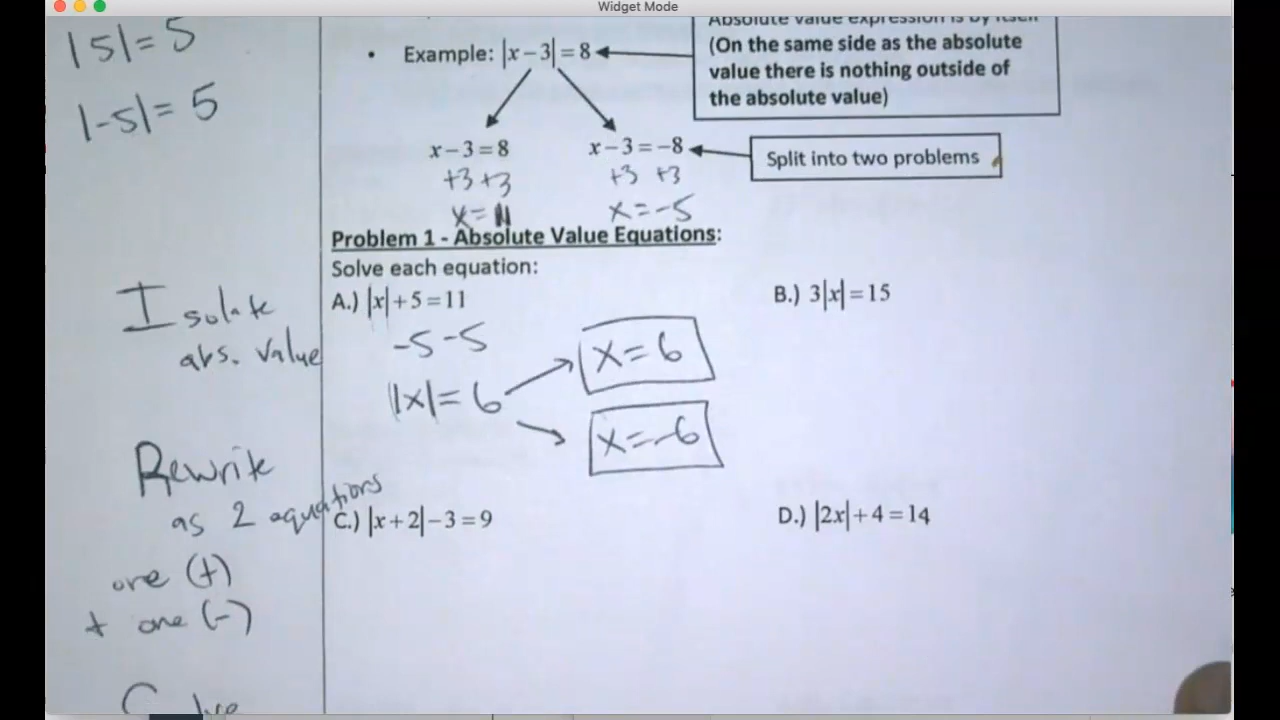 Widget Mode
|5| = 5
|-5| = 5
Absolute value expression is by itself
(On the same side as the absolute
value there is nothing outside of
the absolute value)
• Example: |x − 3| = 8
x − 3 = 8
+3 +3
x = 11
x − 3 = −8
+3 +3
x = -5
Split into two problems
Problem 1 - Absolute Value Equations:
Solve each equation:
A.) |x| + 5 = 11
-5 -5
|x| = 6
x = 6
x = -6
B.) 3|x| = 15
C.) |x + 2| − 3 = 9
D.) |2x| + 4 = 14
Isolate
abs. value
Rewrite
as 2 equations
one (+)
+ one (-)